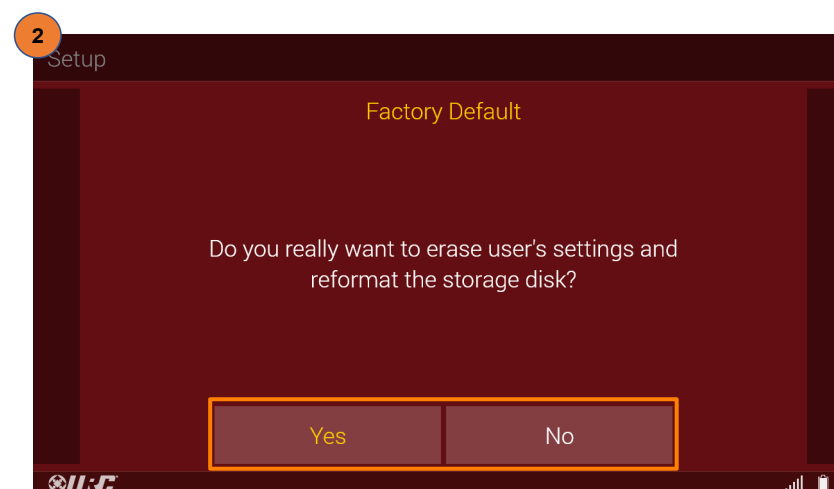 2
Setup
Factory Default
Do you really want to erase user's settings and
reformat the storage disk?
Yes No
URC